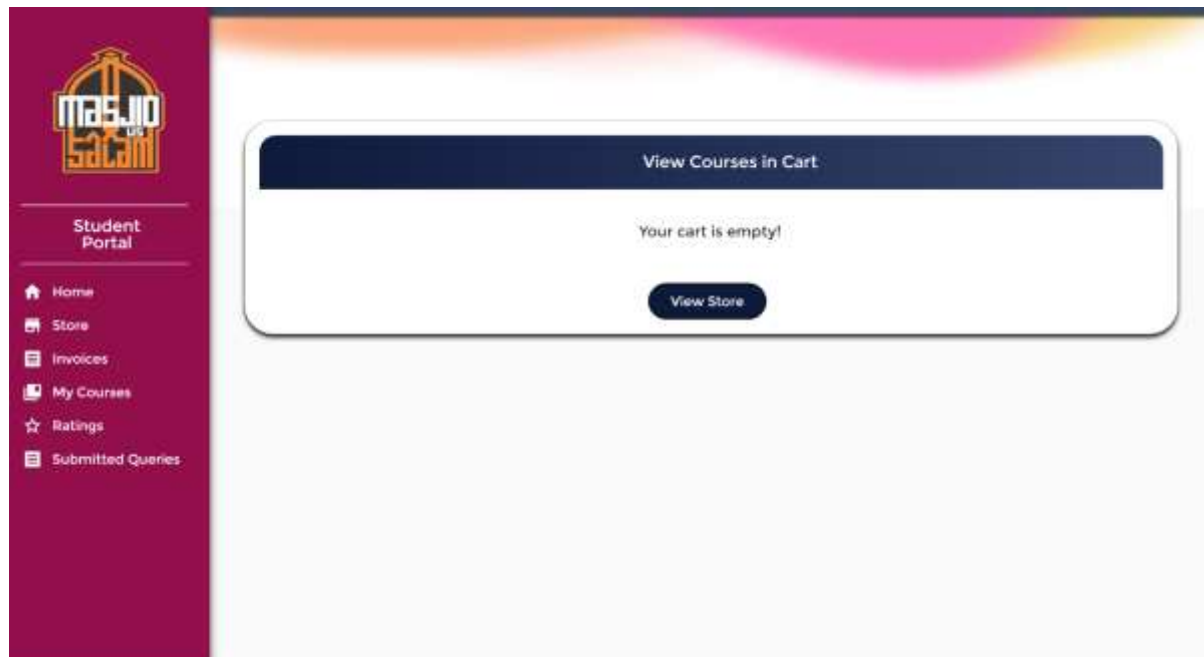 masjid
us
salam
Student
Portal
Home
Store
Invoices
My Courses
Ratings
Submitted Queries
View Courses in Cart
Your cart is empty!
View Store